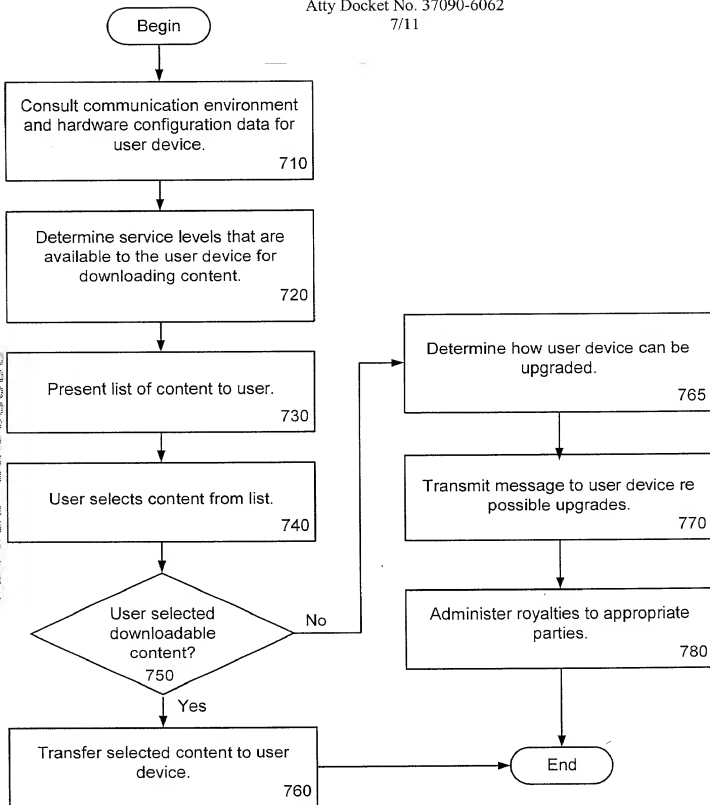 Atty Docket No. 37090-6062
7/11
Begin
Consult communication environment
and hardware configuration data for
user device.
710
Determine service levels that are
available to the user device for
downloading content.
720
Present list of content to user.
730
User selects content from list.
740
User selected
downloadable
content?
750
No
Yes
Transfer selected content to user
device.
760
Determine how user device can be
upgraded.
765
Transmit message to user device re
possible upgrades.
770
Administer royalties to appropriate
parties.
780
End